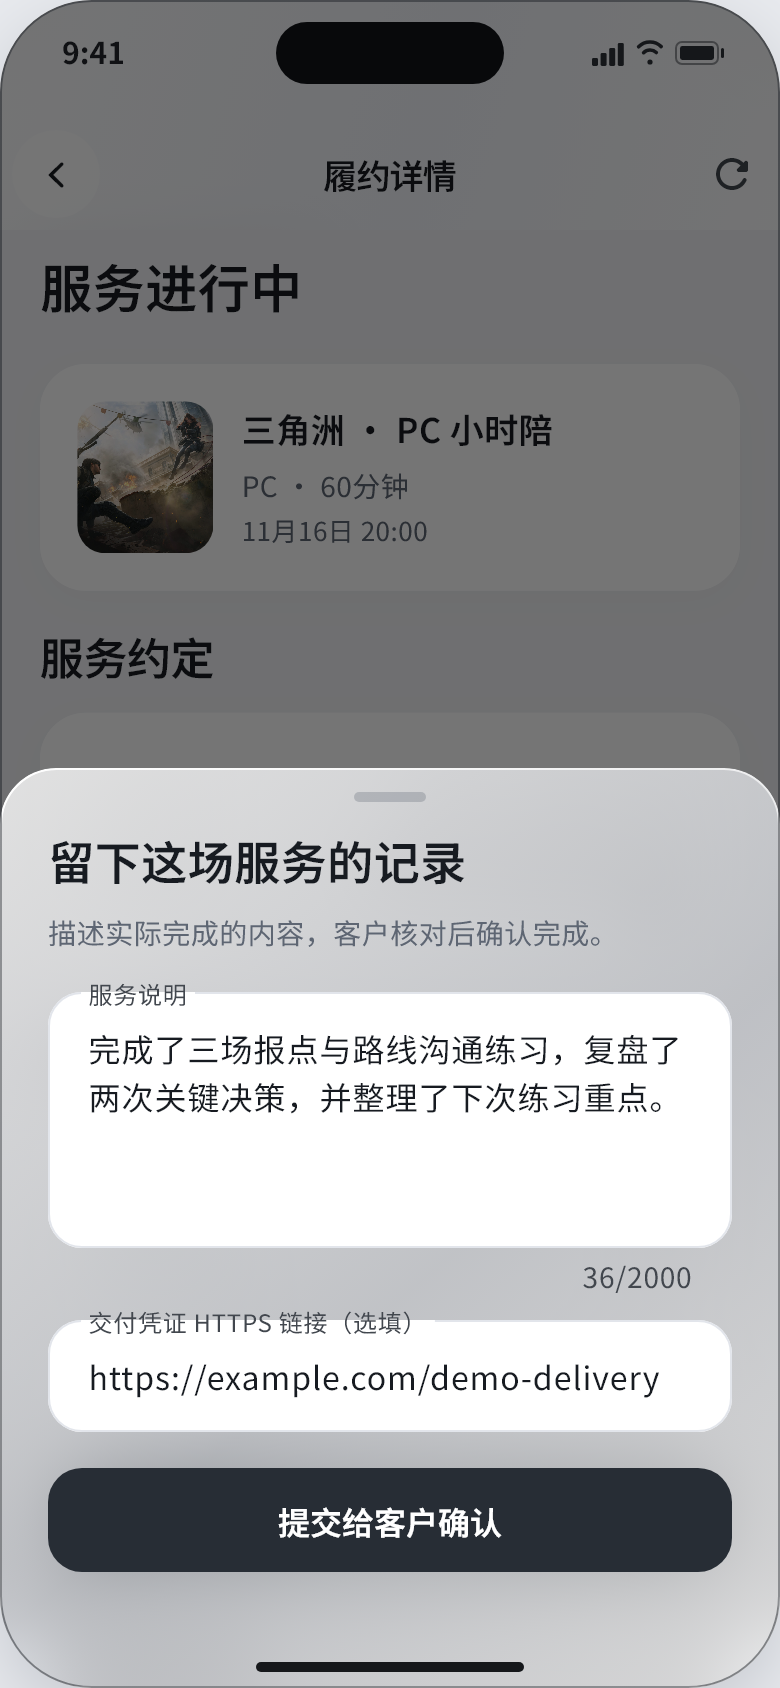 9:41
履约详情
服务进行中
三角洲 · PC 小时陪
PC · 60分钟
11月16日 20:00
服务约定
留下这场服务的记录
描述实际完成的内容，客户核对后确认完成。
服务说明
完成了三场报点与路线沟通练习，复盘了
两次关键决策，并整理了下次练习重点。
36/2000
交付凭证 HTTPS 链接（选填）
https://example.com/demo-delivery
提交给客户确认